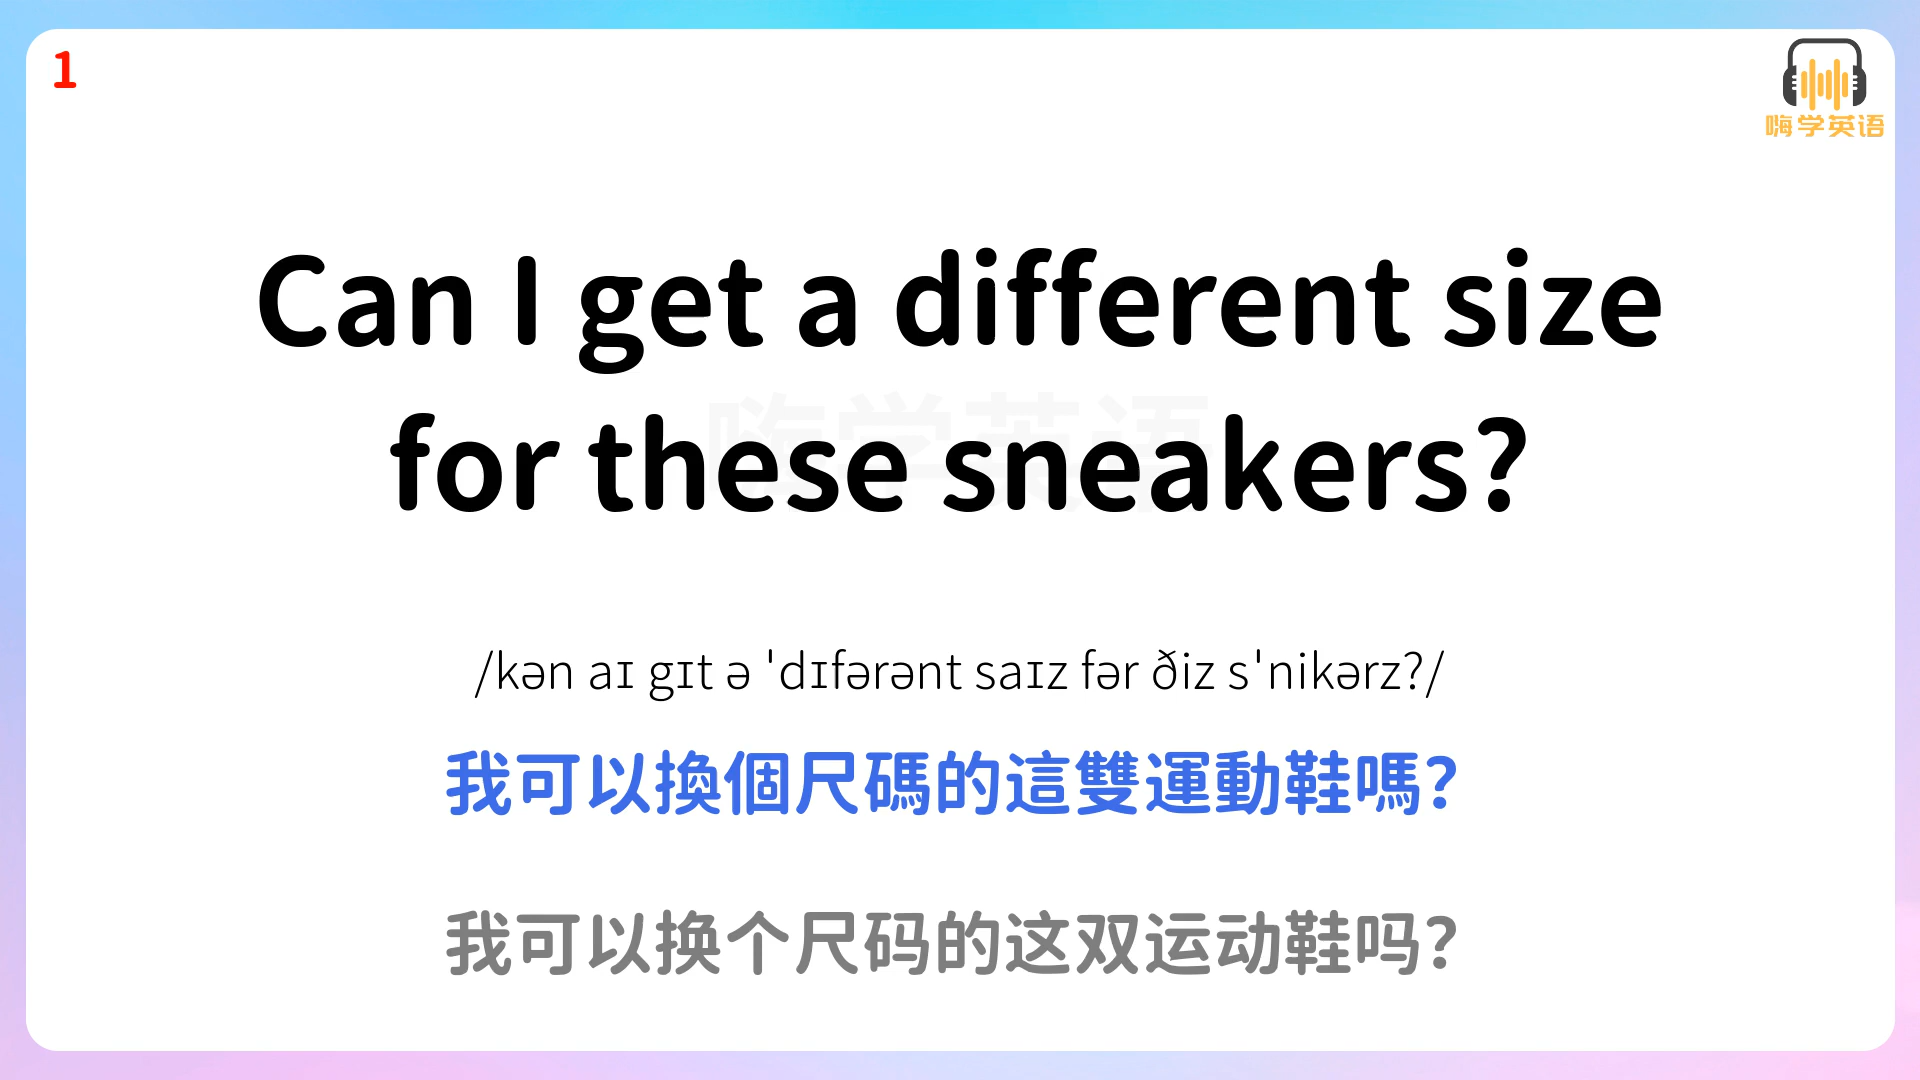 1
嗨学英语
Can I get a different size
for these sneakers?
/kən aɪ gɪt ə ˈdɪfərənt saɪz fər ðiz sˈnikərz?/
我可以換個尺碼的這雙運動鞋嗎?
我可以换个尺码的这双运动鞋吗?